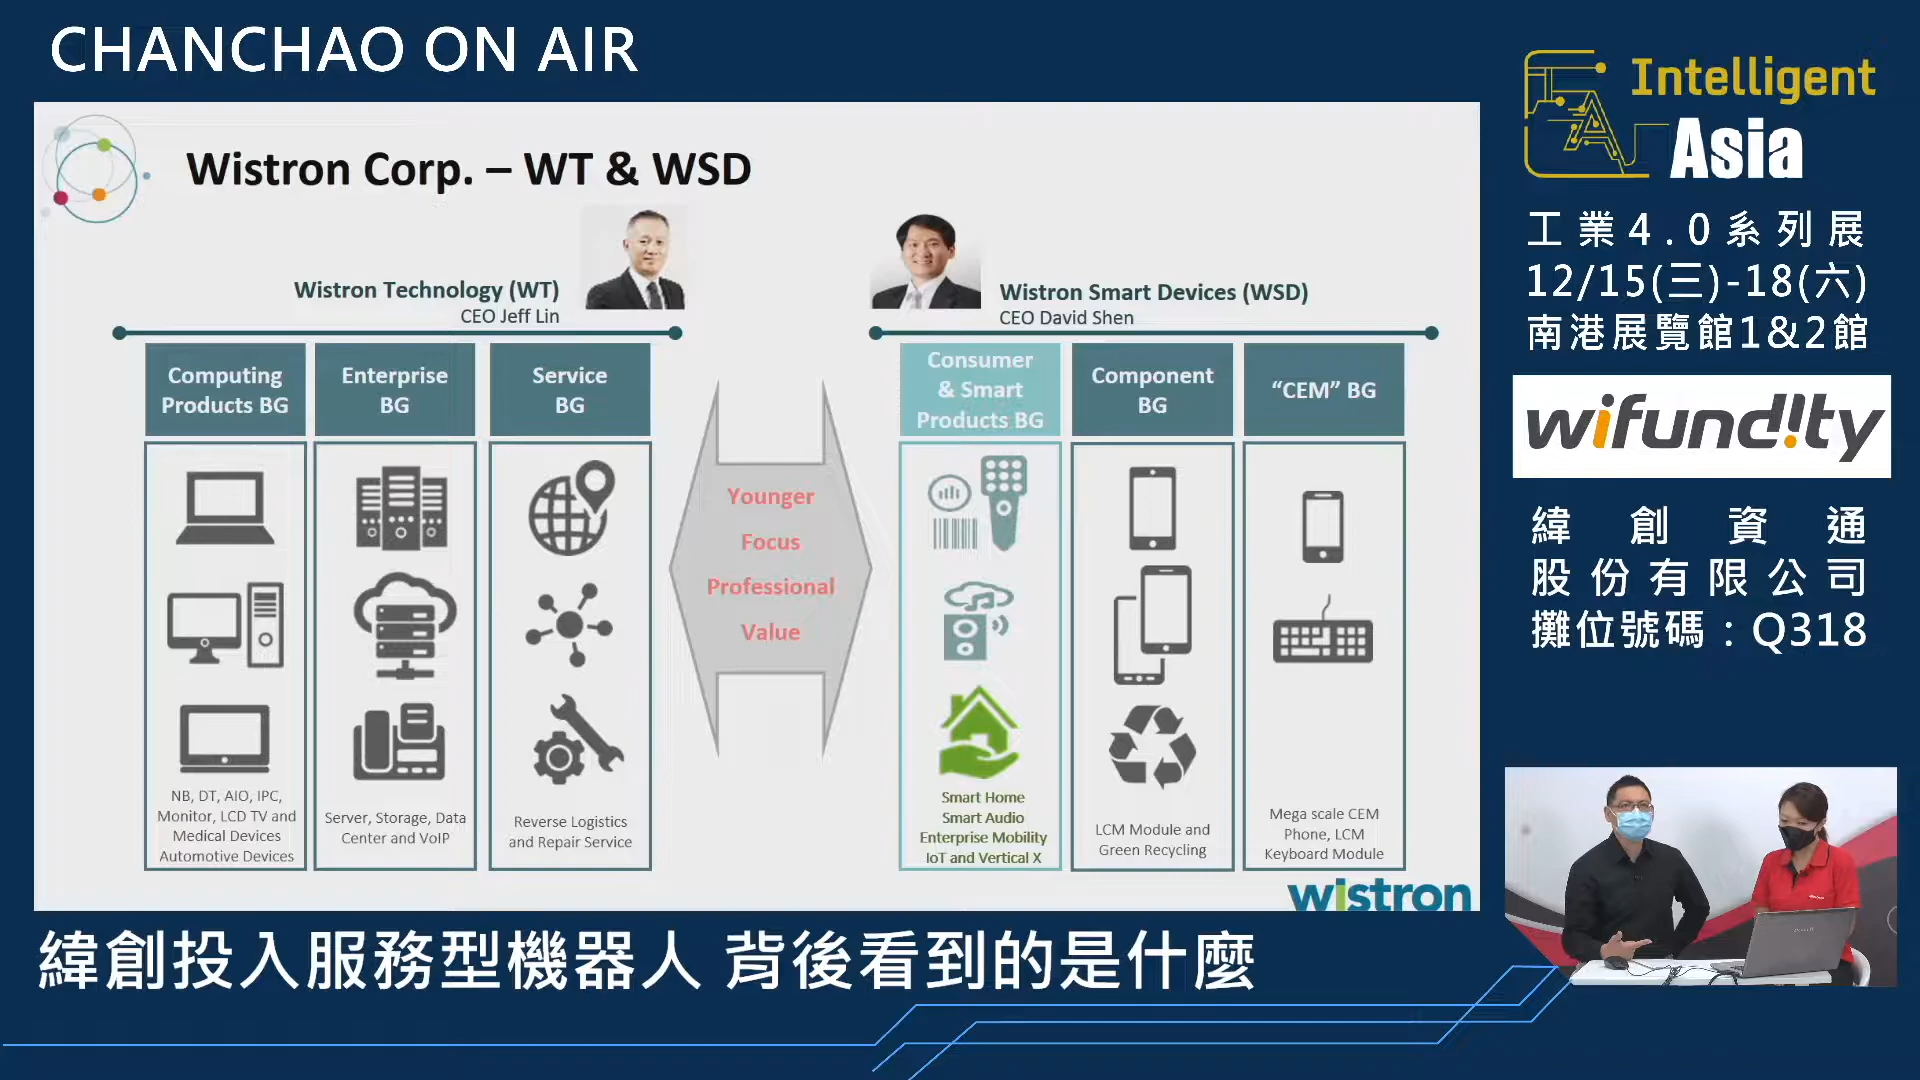 CHANCHAO ON AIR
Wistron Corp. – WT & WSD
Wistron Technology (WT)
CEO Jeff Lin
Wistron Smart Devices (WSD)
CEO David Shen
Computing
Products BG
Enterprise
BG
Service
BG
Consumer
& Smart
Products BG
Component
BG
“CEM” BG
Younger
Focus
Professional
Value
NB, DT, AIO, IPC,
Monitor, LCD TV and
Medical Devices
Automotive Devices
Server, Storage, Data
Center and VoIP
Reverse Logistics
and Repair Service
Smart Home
Smart Audio
Enterprise Mobility
IoT and Vertical X
LCM Module and
Green Recycling
Mega scale CEM
Phone, LCM
Keyboard Module
wistron
Intelligent
Asia
工業4.0系列展
12/15(三)-18(六)
南港展覽館1&2館
wifundity
緯創資通
股份有限公司
攤位號碼：Q318
緯創投入服務型機器人 背後看到的是什麼